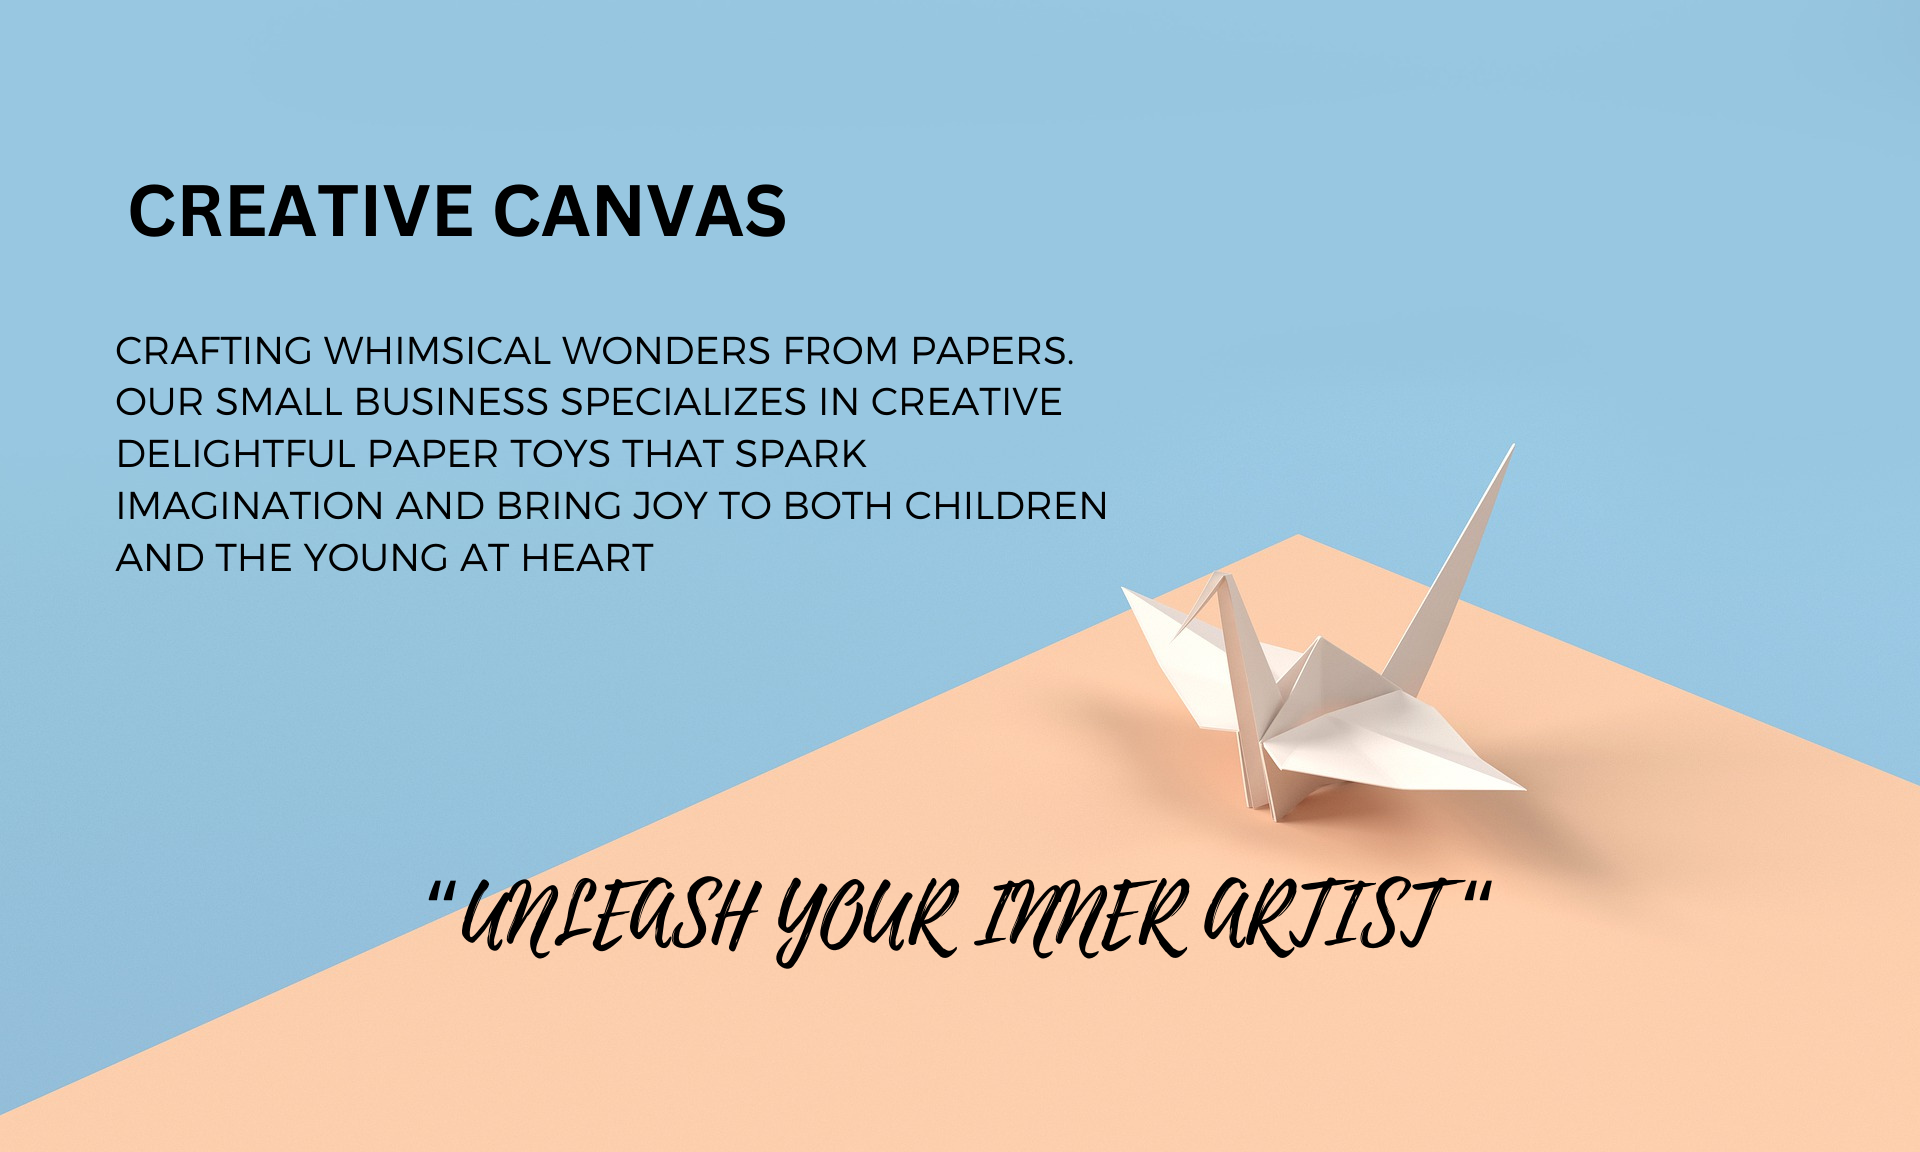 CREATIVE CANVAS
CRAFTING WHIMSICAL WONDERS FROM PAPERS.
OUR SMALL BUSINESS SPECIALIZES IN CREATIVE
DELIGHTFUL PAPER TOYS THAT SPARK
IMAGINATION AND BRING JOY TO BOTH CHILDREN
AND THE YOUNG AT HEART
“UNLEASH YOUR INNER ARTIST“